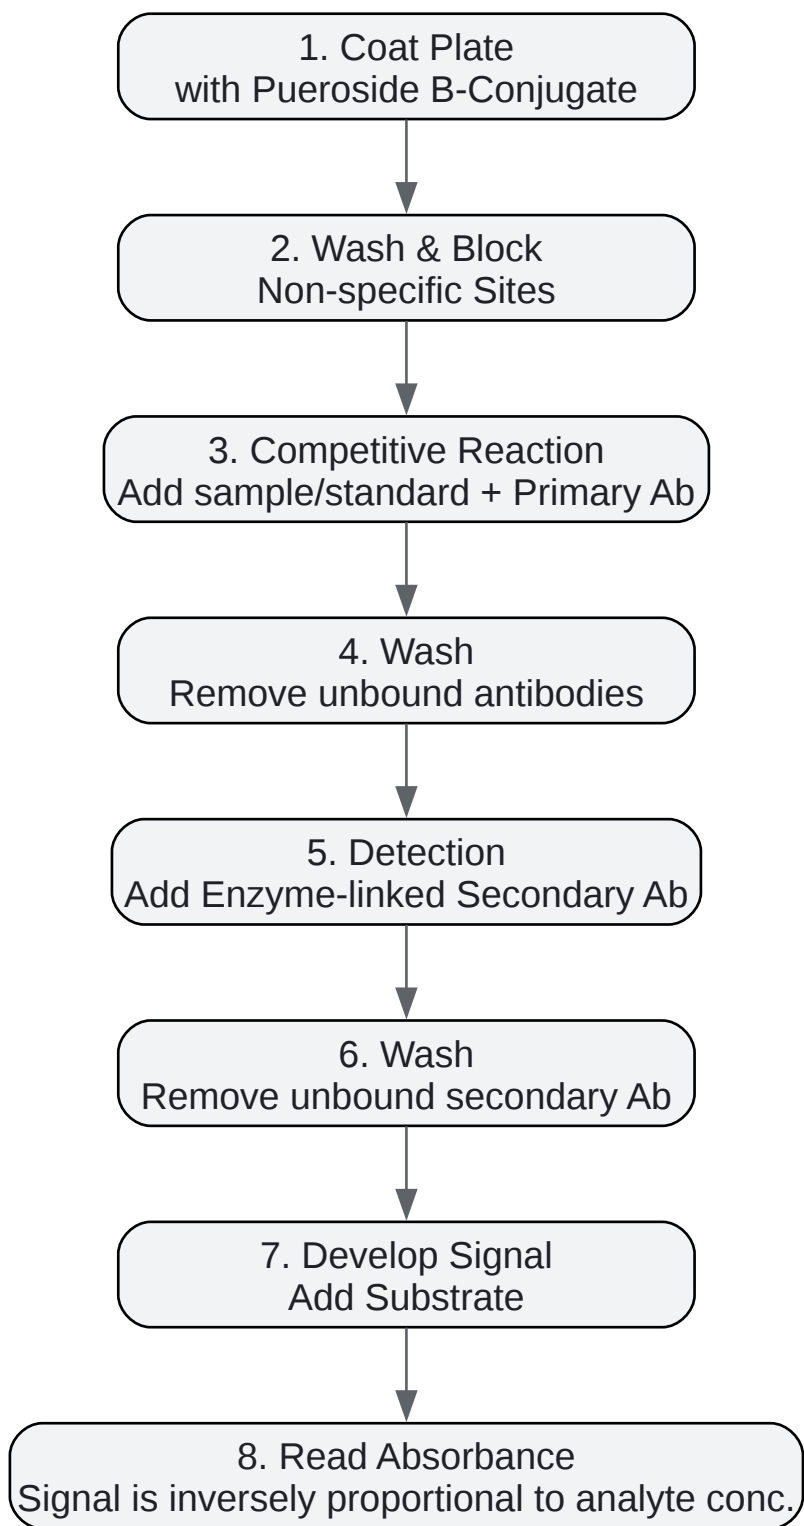 1. Coat Plate
with Pueroside B-Conjugate
2. Wash & Block
Non-specific Sites
3. Competitive Reaction
Add sample/standard + Primary Ab
4. Wash
Remove unbound antibodies
5. Detection
Add Enzyme-linked Secondary Ab
6. Wash
Remove unbound secondary Ab
7. Develop Signal
Add Substrate
8. Read Absorbance
Signal is inversely proportional to analyte conc.